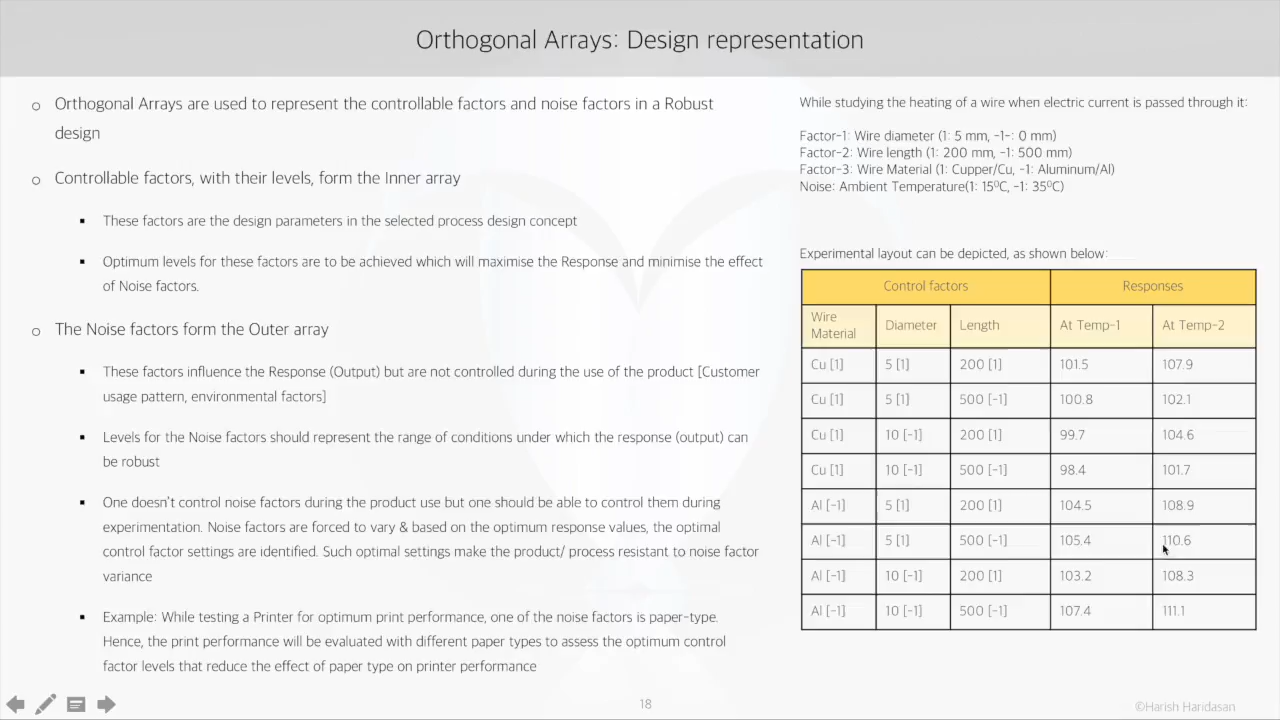 Orthogonal Arrays: Design representation
o Orthogonal Arrays are used to represent the controllable factors and noise factors in a Robust
design
o Controllable factors, with their levels, form the Inner array
▪ These factors are the design parameters in the selected process design concept
▪ Optimum levels for these factors are to be achieved which will maximise the Response and minimise the effect
of Noise factors.
o The Noise factors form the Outer array
▪ These factors influence the Response (Output) but are not controlled during the use of the product [Customer
usage pattern, environmental factors]
▪ Levels for the Noise factors should represent the range of conditions under which the response (output) can
be robust
▪ One doesn't control noise factors during the product use but one should be able to control them during
experimentation. Noise factors are forced to vary & based on the optimum response values, the optimal
control factor settings are identified. Such optimal settings make the product/ process resistant to noise factor
variance
▪ Example: While testing a Printer for optimum print performance, one of the noise factors is paper-type.
Hence, the print performance will be evaluated with different paper types to assess the optimum control
factor levels that reduce the effect of paper type on printer performance
While studying the heating of a wire when electric current is passed through it:
Factor-1: Wire diameter (1: 5 mm, -1-: 0 mm)
Factor-2: Wire length (1: 200 mm, -1: 500 mm)
Factor-3: Wire Material (1: Cupper/Cu, -1: Aluminum/Al)
Noise: Ambient Temperature(1: 15⁰C, -1: 35⁰C)
Experimental layout can be depicted, as shown below:
Control factors Responses
Wire
Material Diameter Length At Temp-1 At Temp-2
Cu [1] 5 [1] 200 [1] 101.5 107.9
Cu [1] 5 [1] 500 [-1] 100.8 102.1
Cu [1] 10 [-1] 200 [1] 99.7 104.6
Cu [1] 10 [-1] 500 [-1] 98.4 101.7
Al [-1] 5 [1] 200 [1] 104.5 108.9
Al [-1] 5 [1] 500 [-1] 105.4 110.6
Al [-1] 10 [-1] 200 [1] 103.2 108.3
Al [-1] 10 [-1] 500 [-1] 107.4 111.1
18
©Harish Haridasan